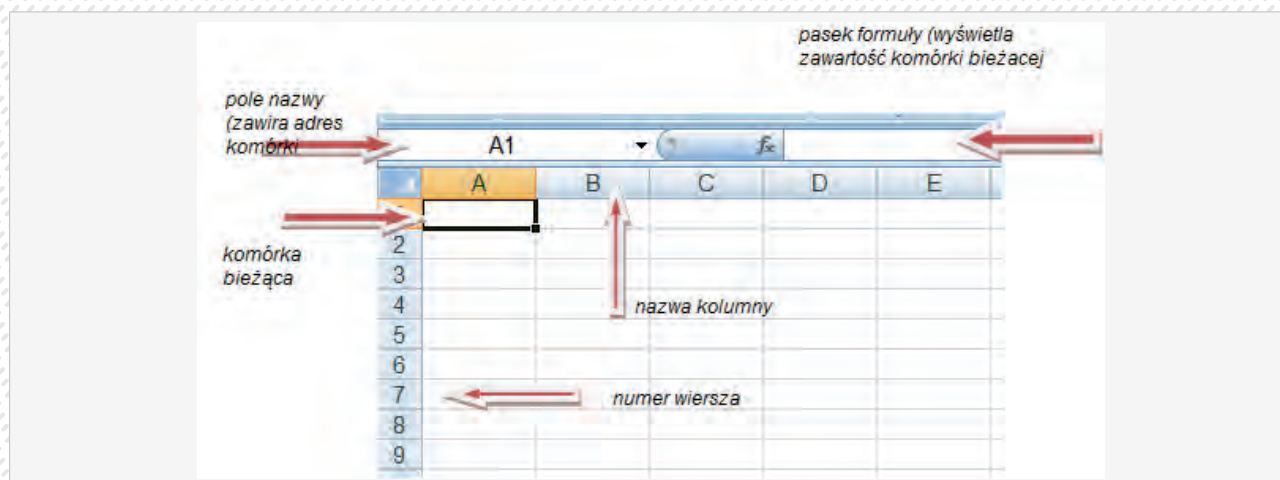 pasek formuły (wyświetla
zawartość komórki bieżacej
pole nazwy
(zawira adres
komórki
A1
fx
A B C D E
komórka
bieżąca
2
3
4
nazwa kolumny
5
6
7
numer wiersza
8
9